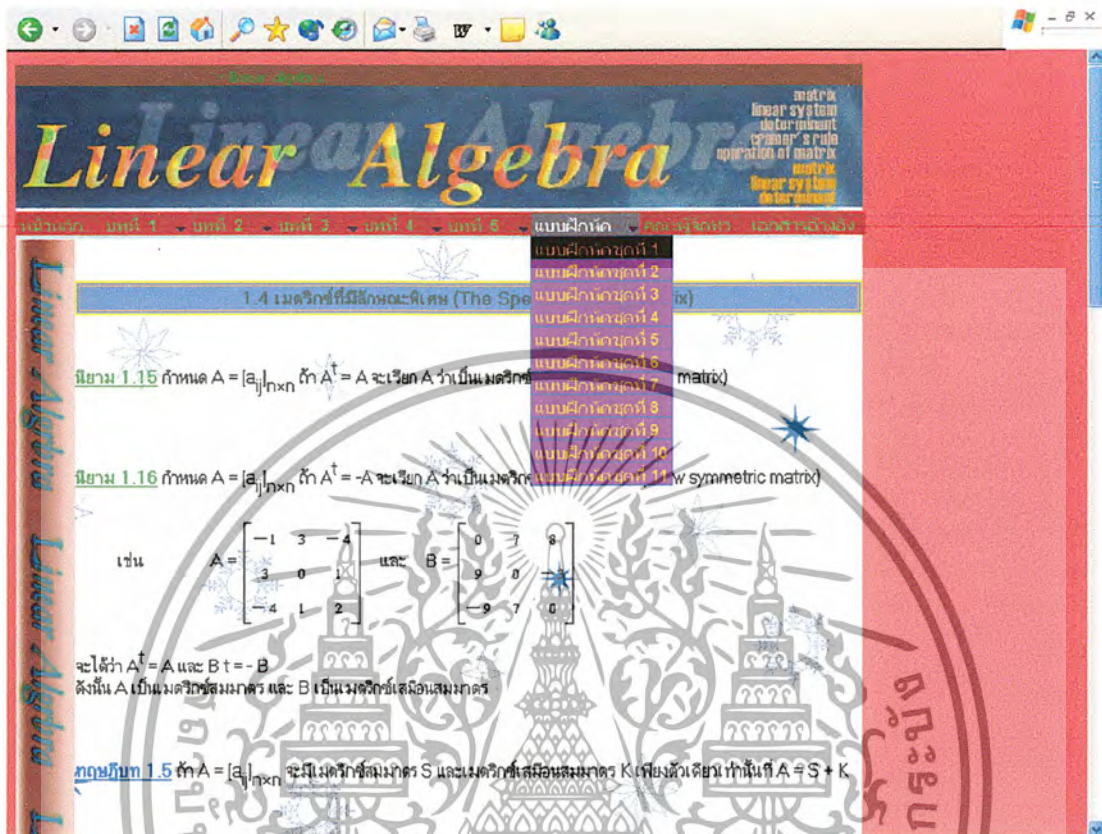 Linear Algebra
matrix
linear system
determinant
cramer's rule
operation of matrix
matrix
linear system
determinant
หน้าแรก บทที่ 1 บทที่ 2 บทที่ 3 บทที่ 4 บทที่ 5 แบบฝึกหัด คณะผู้จัดทำ เอกสารอ้างอิง
แบบฝึกหัดชุดที่ 1
แบบฝึกหัดชุดที่ 2
แบบฝึกหัดชุดที่ 3
แบบฝึกหัดชุดที่ 4
แบบฝึกหัดชุดที่ 5
แบบฝึกหัดชุดที่ 6
แบบฝึกหัดชุดที่ 7
แบบฝึกหัดชุดที่ 8
แบบฝึกหัดชุดที่ 9
แบบฝึกหัดชุดที่ 10
แบบฝึกหัดชุดที่ 11
Linear Algebra Linear Algebra
1.4 เมตริกซ์ที่มีลักษณะพิเศษ (The Spe ix)
นิยาม 1.15 กำหนด A = [aij]n×n ถ้า A^t = A จะเรียก A ว่าเป็นเมตริกซ์ matrix)
นิยาม 1.16 กำหนด A = [aij]n×n ถ้า A^t = -A จะเรียก A ว่าเป็นเมตริก w symmetric matrix)
เช่น A = และ B =
−1 3 −4 0 7 8
3 0 1 9 0
−4 1 2 −9 7 0
จะได้ว่า A^t = A และ B t = - B
ดังนั้น A เป็นเมตริกซ์สมมาตร และ B เป็นเมตริกซ์เสมือนสมมาตร
ทฤษฎีบท 1.5 ถ้า A = [aij]n×n จะมีเมตริกซ์สมมาตร S และเมตริกซ์เสมือนสมมาตร K เพียงตัวเดียวเท่านั้นที่ A = S + K